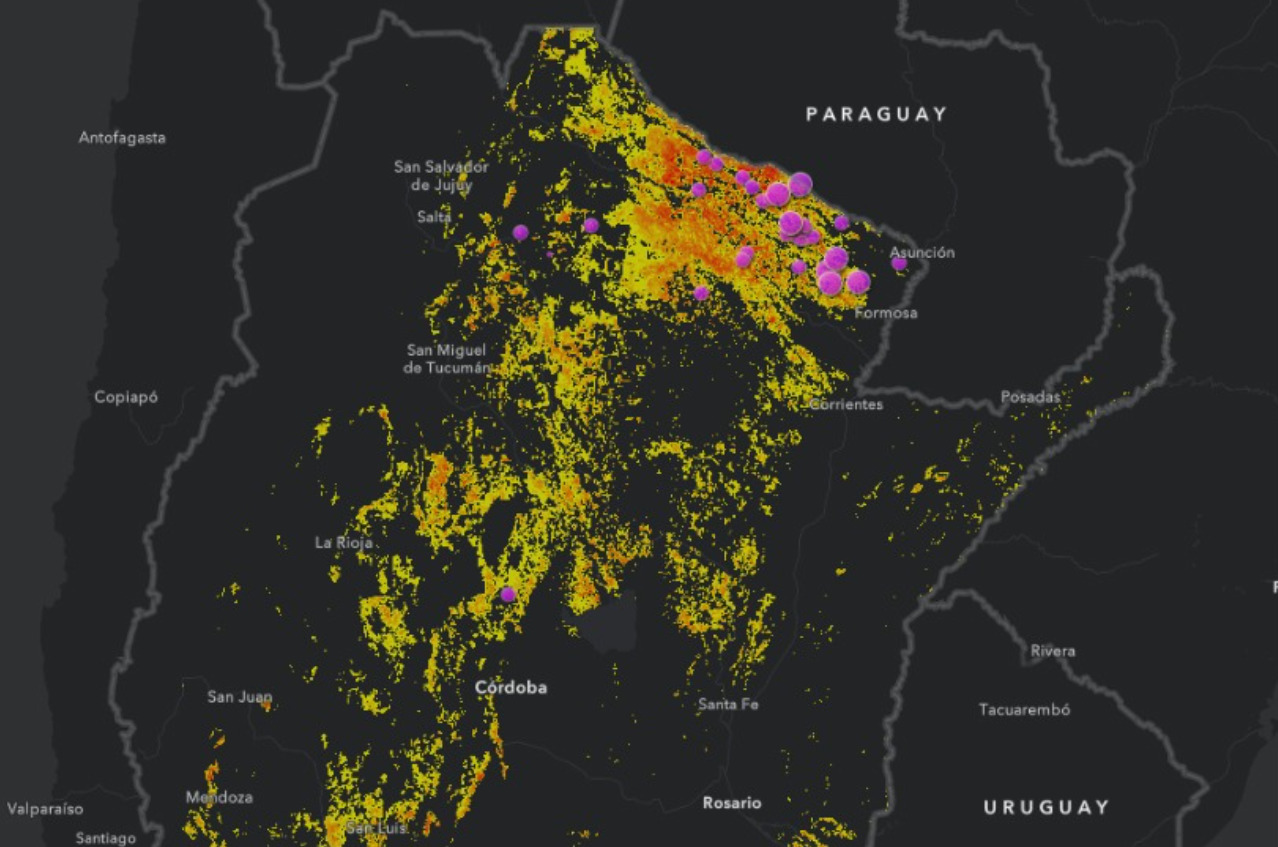 PARAGUAY
Antofagasta
San Salvador
de Jujuy
Salta
Asunción
Formosa
San Miguel
de Tucumán
Copiapó
Posadas
Corrientes
La Rioja
Rivera
Córdoba
San Juan
Santa Fe
Tacuarembó
Mendoza
Rosario
Valparaíso
URUGUAY
San Luis
Santiago